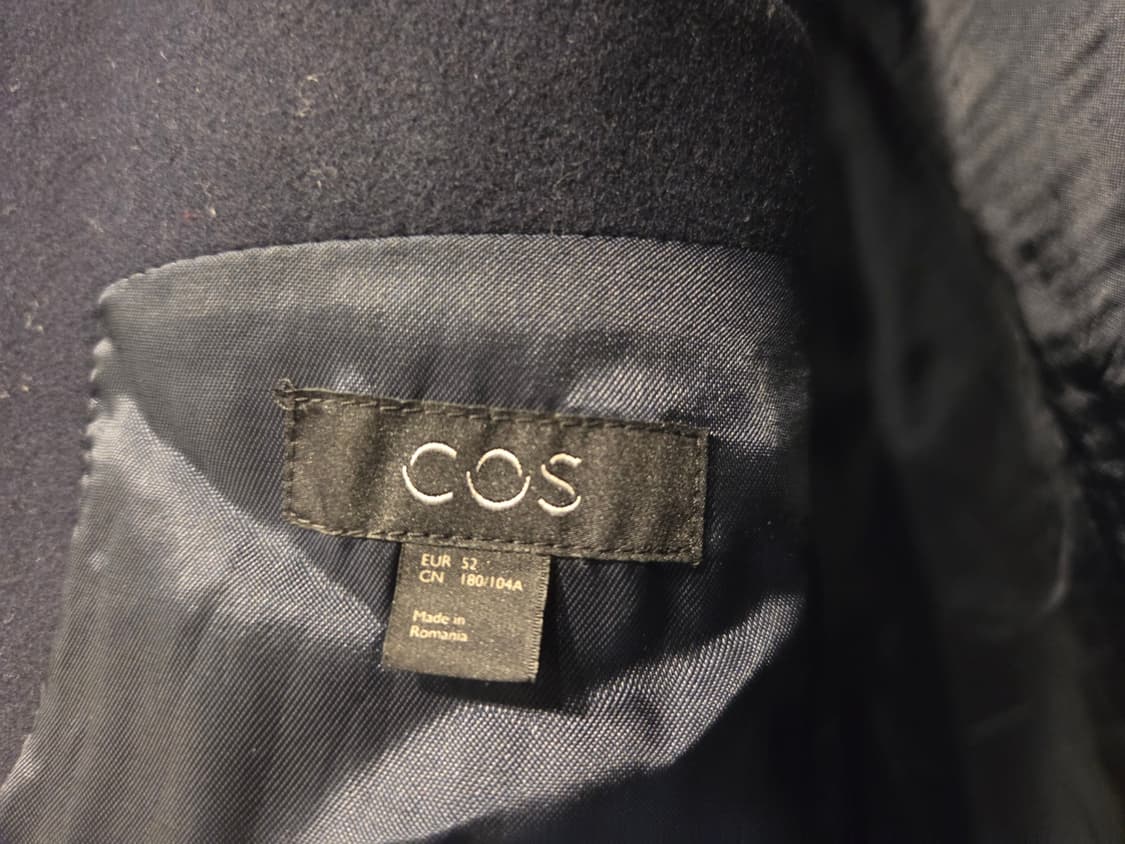 COS
EUR 52
CN 180/104A
Made in
Romania